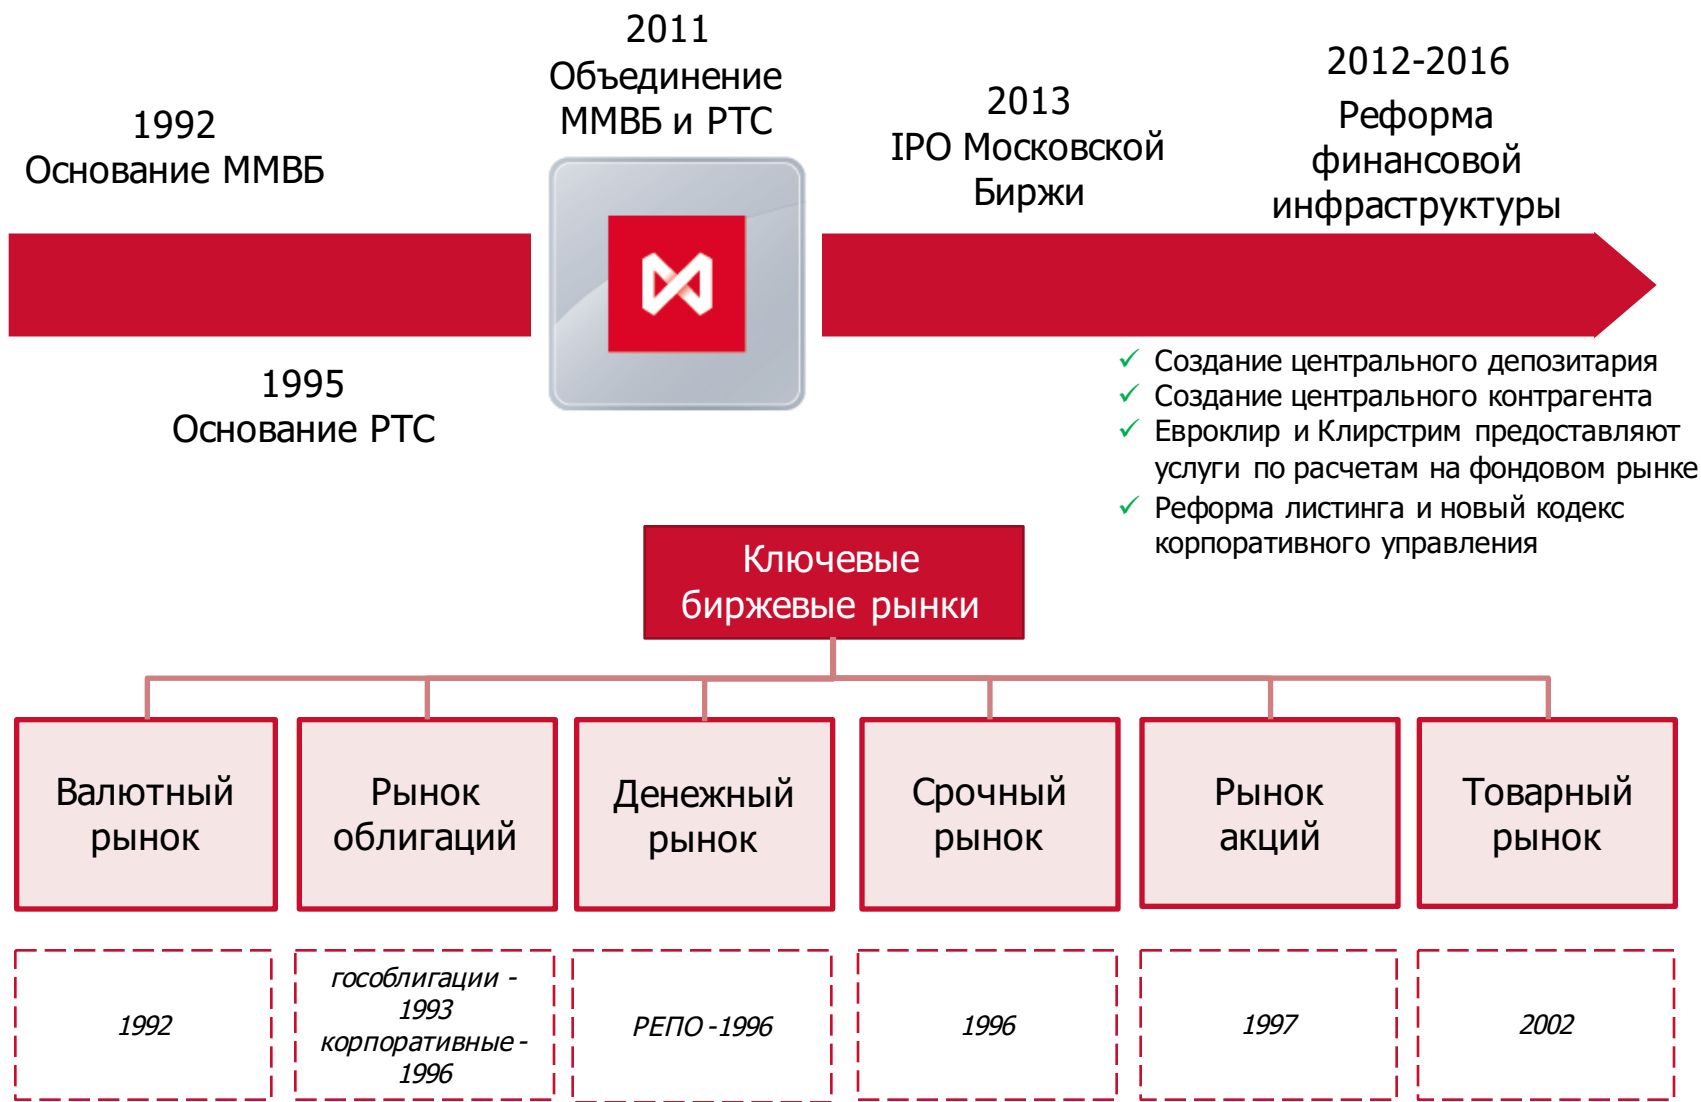 1992
Основание ММВБ
2011
Объединение
ММВБ и РТС
2013
IPO Московской
Биржи
2012-2016
Реформа
финансовой
инфраструктуры
1995
Основание РТС
✓ Создание центрального депозитария
✓ Создание центрального контрагента
✓ Евроклир и Клирстрим предоставляют
услуги по расчетам на фондовом рынке
✓ Реформа листинга и новый кодекс
корпоративного управления
Ключевые
биржевые рынки
Валютный
рынок
Рынок
облигаций
Денежный
рынок
Срочный
рынок
Рынок
акций
Товарный
рынок
1992
гособлигации -
1993
корпоративные -
1996
РЕПО -1996
1996
1997
2002